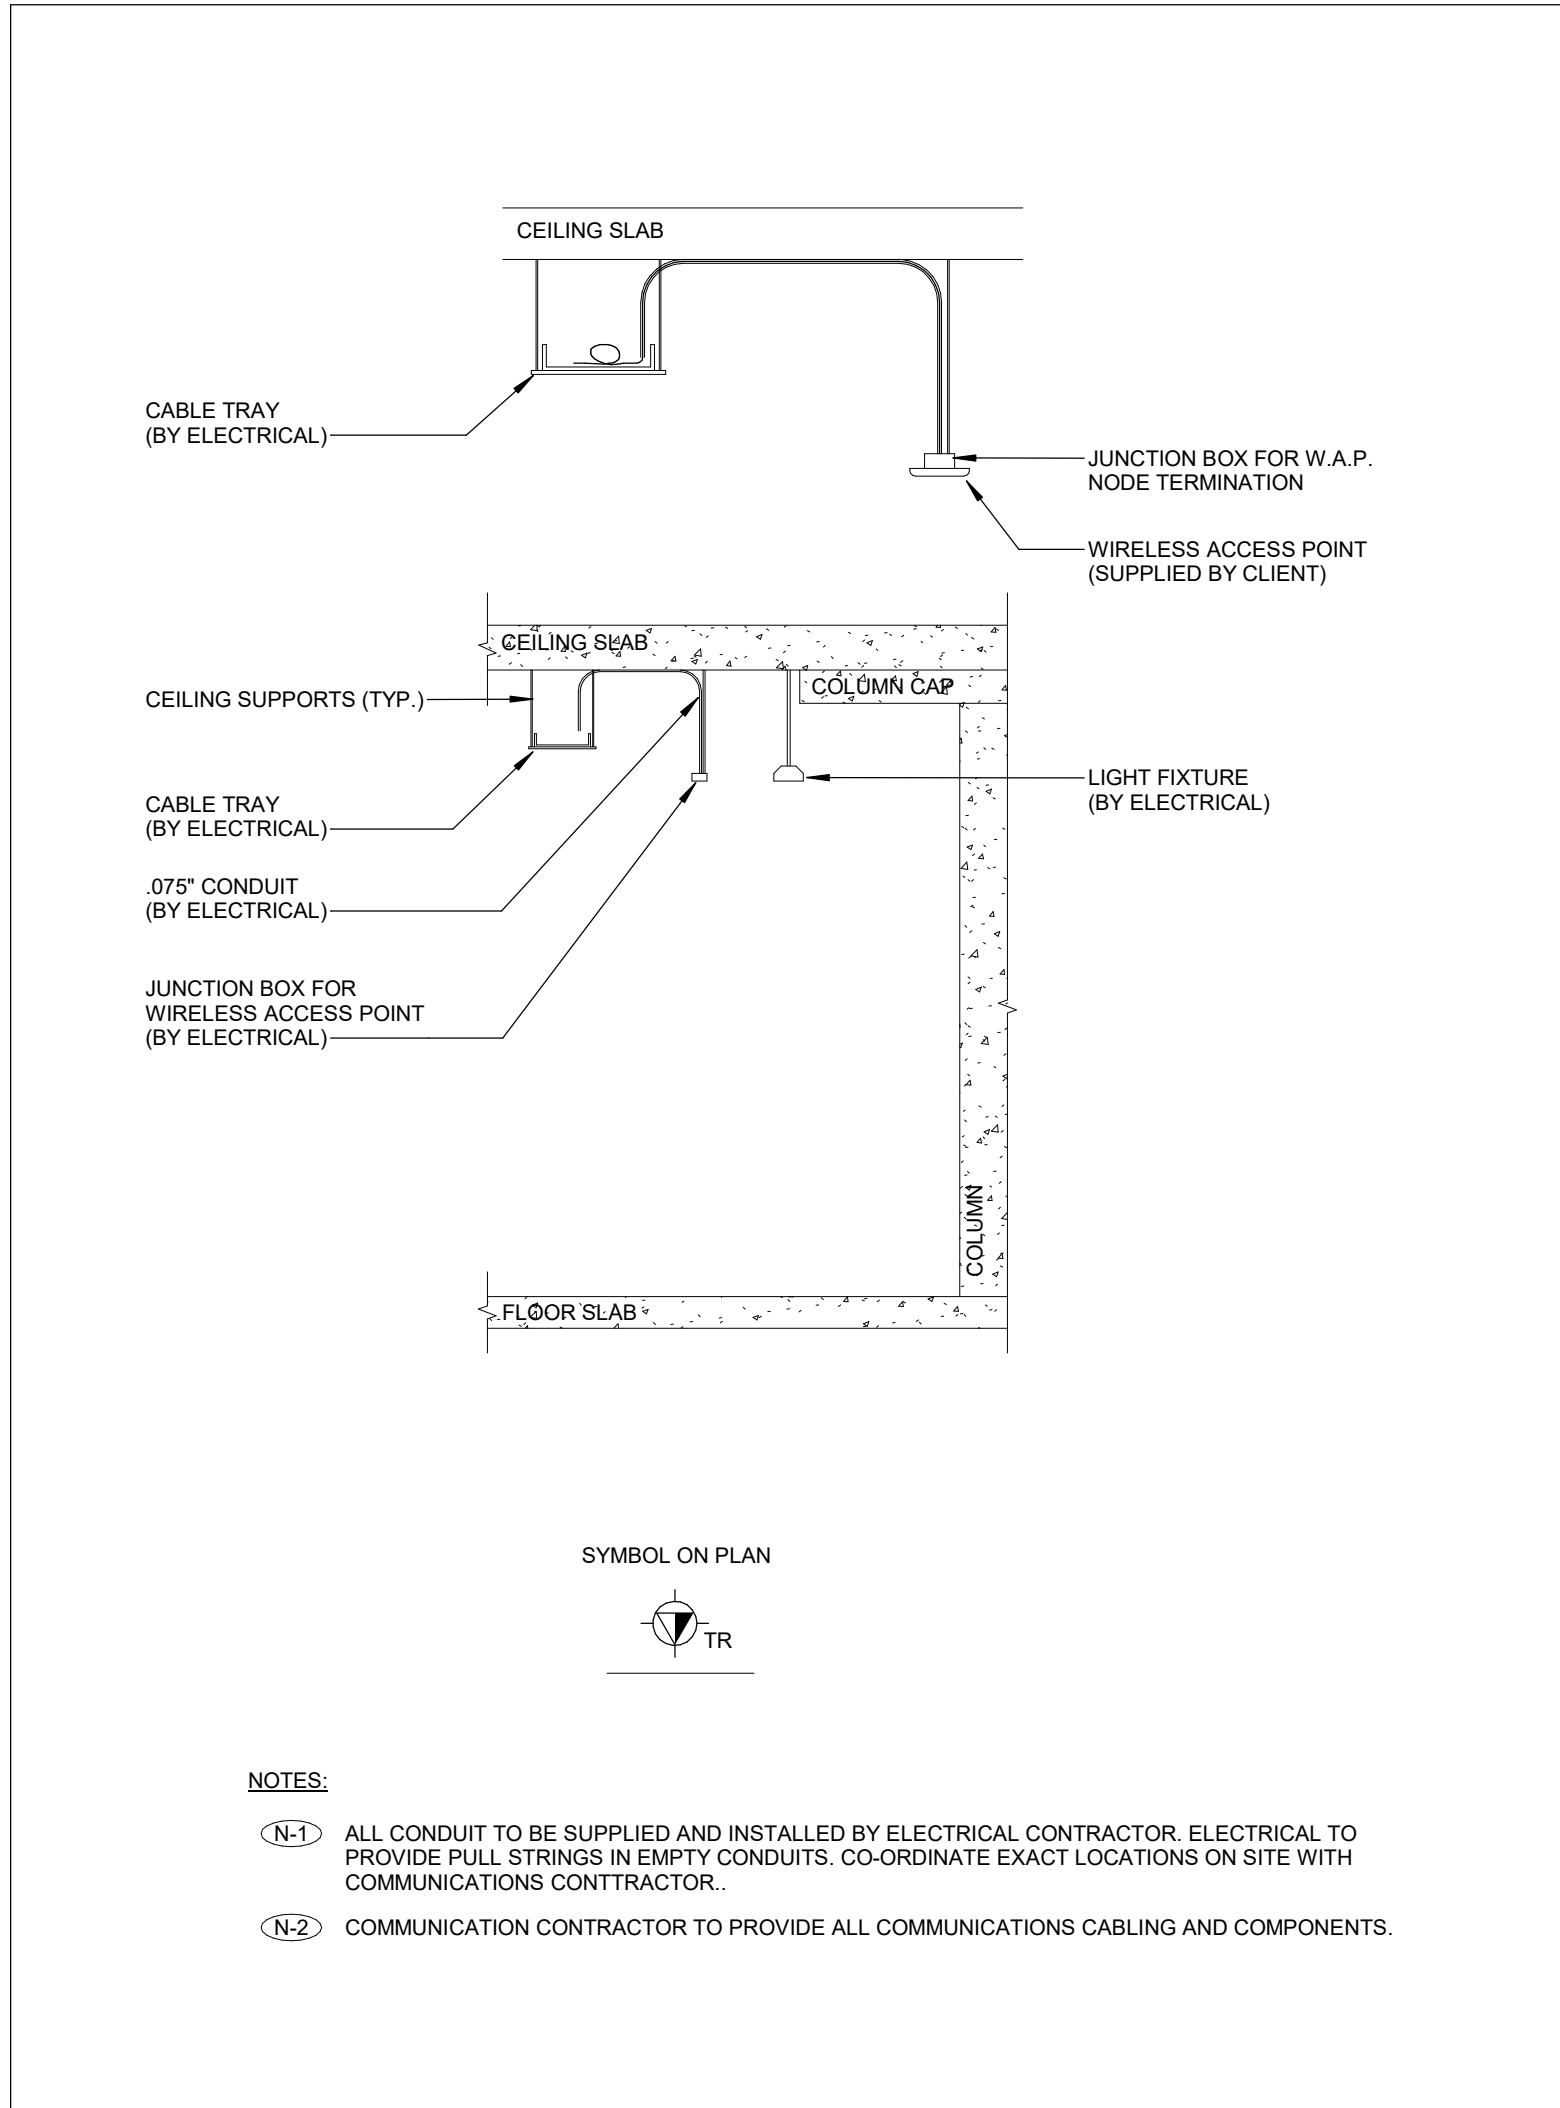 CEILING SLAB
CABLE TRAY
(BY ELECTRICAL)
JUNCTION BOX FOR W.A.P.
NODE TERMINATION
WIRELESS ACCESS POINT
(SUPPLIED BY CLIENT)
CEILING SLAB
COLUMN CAP
CEILING SUPPORTS (TYP.)
LIGHT FIXTURE
(BY ELECTRICAL)
CABLE TRAY
(BY ELECTRICAL)
.075" CONDUIT
(BY ELECTRICAL)
JUNCTION BOX FOR
WIRELESS ACCESS POINT
(BY ELECTRICAL)
COLUMN
FLOOR SLAB
SYMBOL ON PLAN
TR
NOTES:
N-1 ALL CONDUIT TO BE SUPPLIED AND INSTALLED BY ELECTRICAL CONTRACTOR. ELECTRICAL TO
PROVIDE PULL STRINGS IN EMPTY CONDUITS. CO-ORDINATE EXACT LOCATIONS ON SITE WITH
COMMUNICATIONS CONTTRACTOR..
N-2 COMMUNICATION CONTRACTOR TO PROVIDE ALL COMMUNICATIONS CABLING AND COMPONENTS.